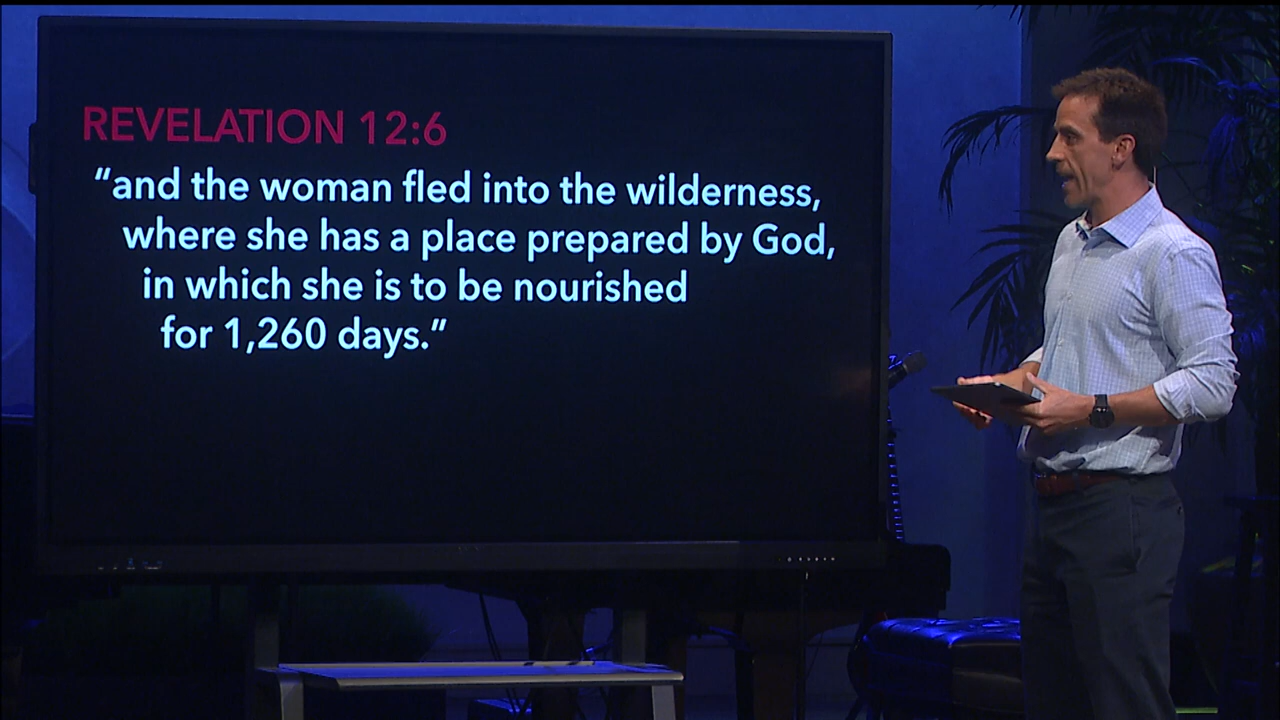 REVELATION 12:6
“and the woman fled into the wilderness,
where she has a place prepared by God,
in which she is to be nourished
for 1,260 days.”